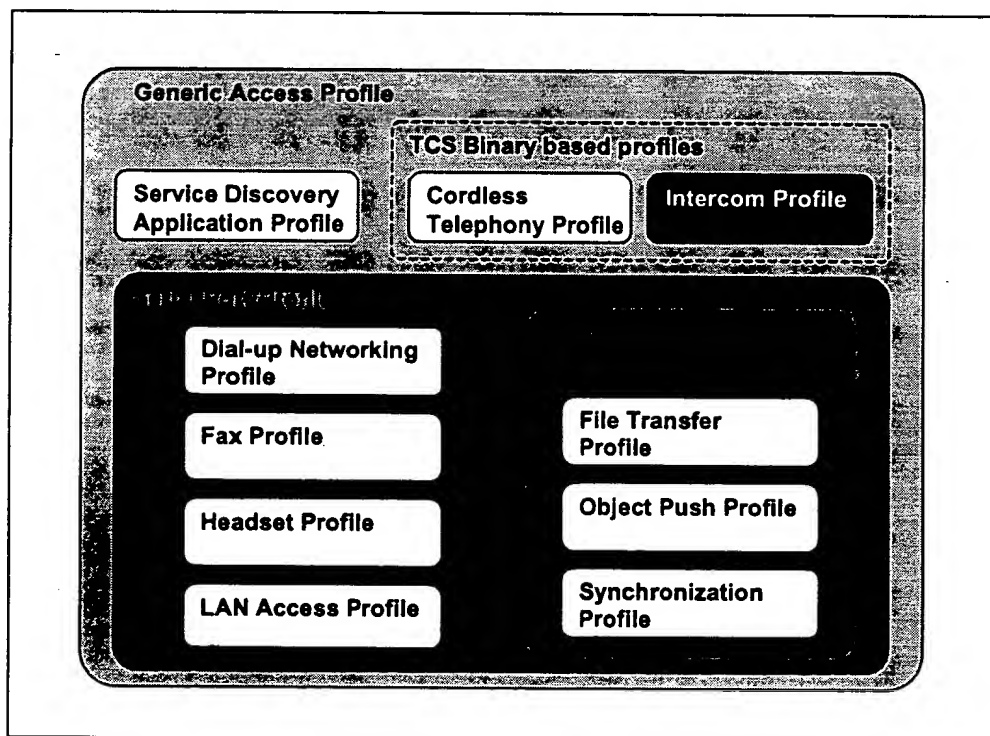 Generic Access Profile
TCS Binary based profiles
Service Discovery
Application Profile
Cordless
Telephony Profile
Intercom Profile
Dial-up Networking
Profile
Fax Profile
Headset Profile
LAN Access Profile
File Transfer
Profile
Object Push Profile
Synchronization
Profile